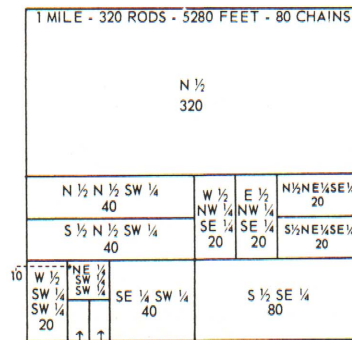 1 MILE - 320 RODS - 5280 FEET - 80 CHAINS
N ½
320
N ½ N ½ SW ¼
40
S ½ N ½ SW ¼
40
W ½
NW ¼
SE ¼
20
E ½
NW ¼
SE ¼
20
N½NE¼SE¼
20
S½NE¼SE¼
20
10
W ½
SW ¼
SW ¼
20
NE ¼
SW ¼
SW ¼
SE ¼ SW ¼
40
S ½ SE ¼
80